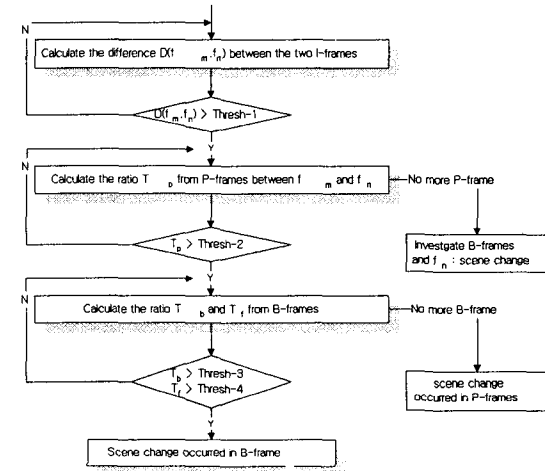 N
Calculate the difference D(f m, f n) between the two I-frames
D(f m, f n) > Thresh-1
Y
N
Calculate the ratio T p from P-frames between f m and f n
No more P-frame
T p > Thresh-2
Investgate B-frames
and f n : scene change
Y
N
Calculate the ratio T b and T f from B-frames
No more B-frame
T b > Thresh-3
T f > Thresh-4
scene change
occurred in P-frames
Y
Scene change occurred in B-frame